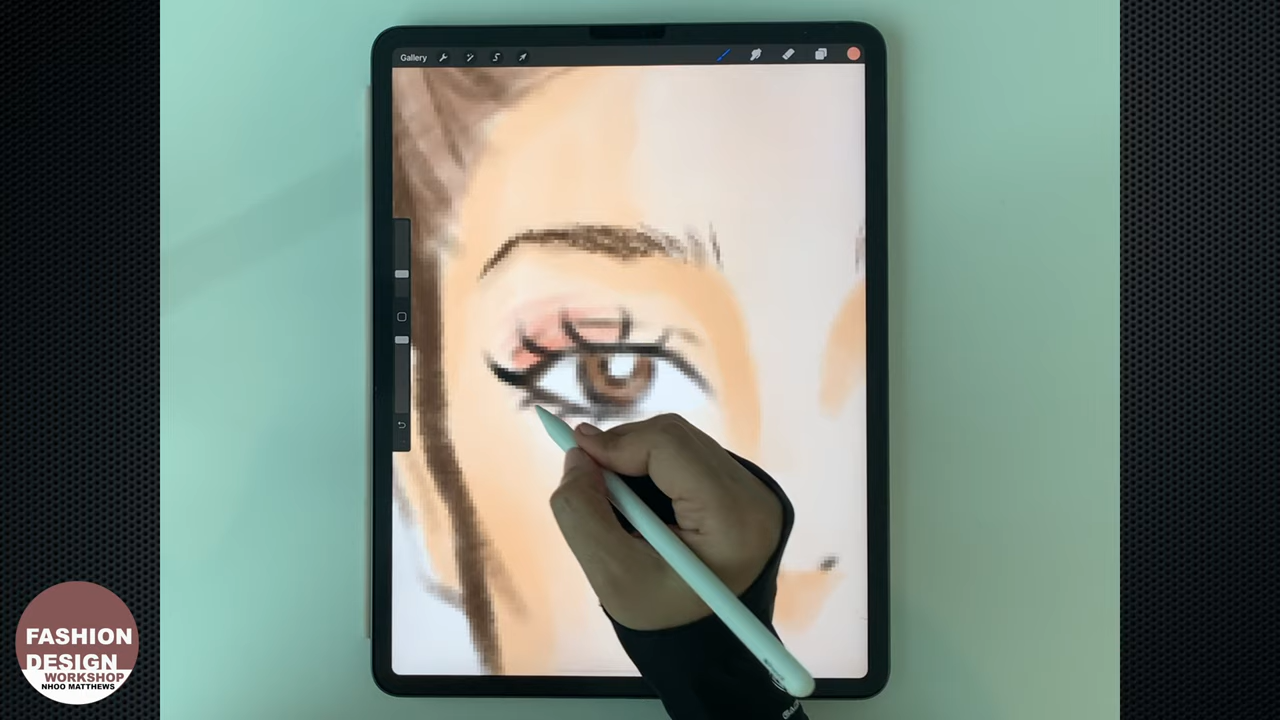 Gallery
FASHION
DESIGN
WORKSHOP
NHOO MATTHEWS